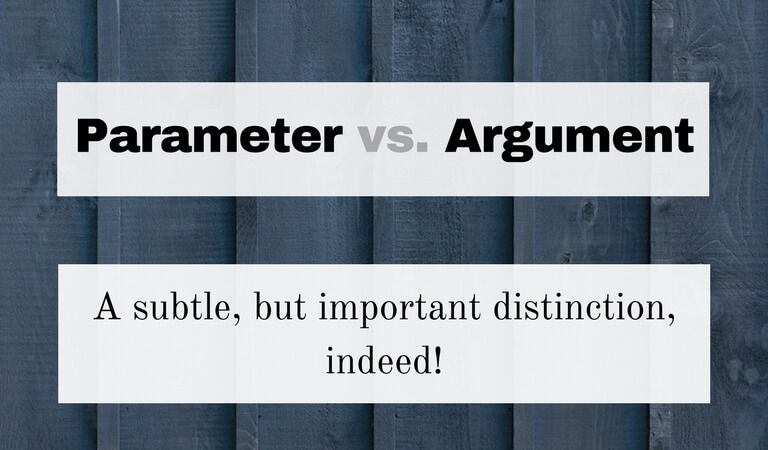 Parameter vs. Argument
A subtle, but important distinction,
indeed!